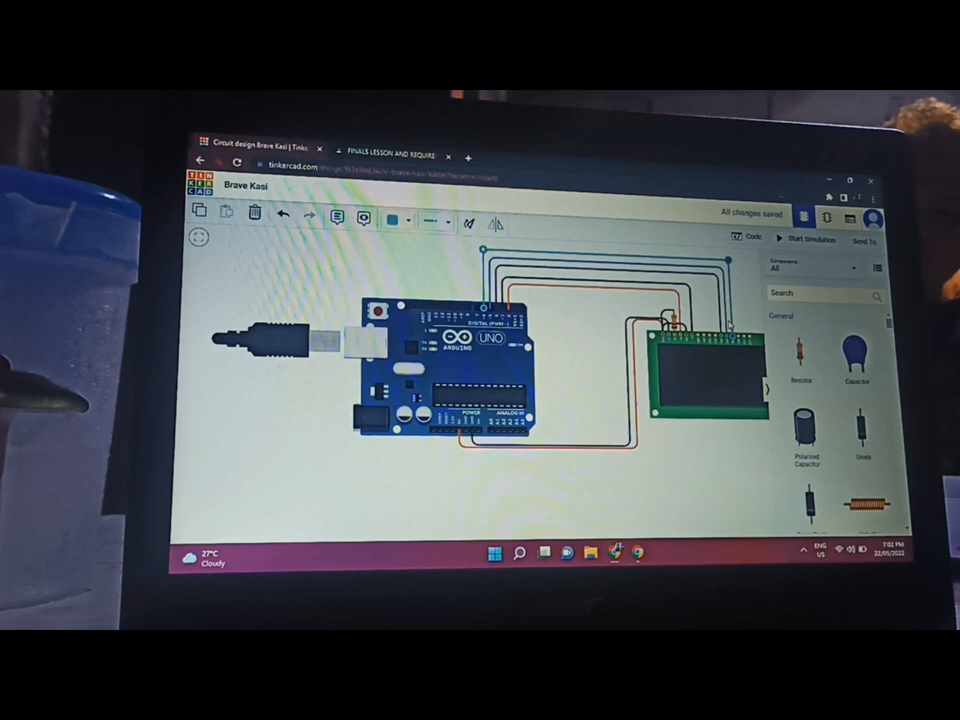 Circuit design Brave Kasi | Tinke
FINALS LESSON AND REQUIRE
tinkercad.com
TIN
KER
CAD
Brave Kasi
All changes saved
Code
Start Simulation
Send To
Components
All
Search
General
DIGITAL (PWM~)
UNO
ARDUINO
POWER
ANALOG IN
Resistor
Capacitor
Polarized
Capacitor
Diode
27°C
Cloudy
ENG
US
7:02 PM
22/05/2022